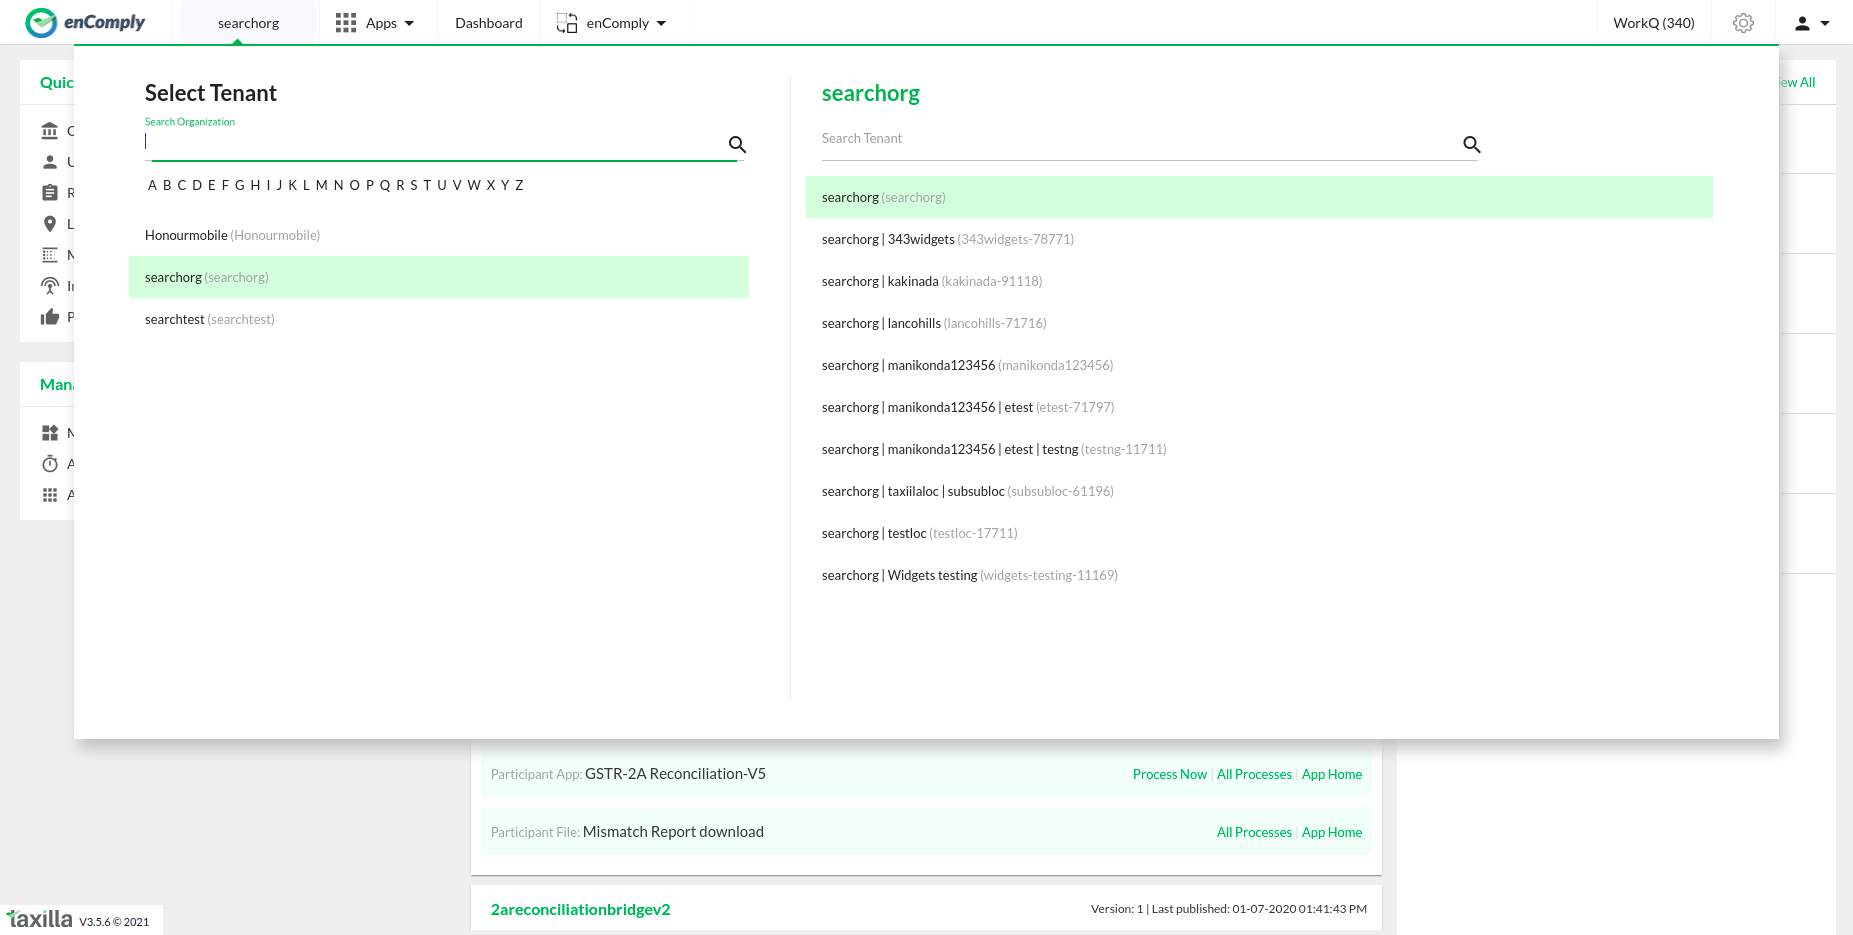 enComply
searchorg
Apps
Dashboard
enComply
WorkQ (340)
Select Tenant
Search Organization
A B C D E F G H I J K L M N O P Q R S T U V W X Y Z
Honourmobile (Honourmobile)
searchorg (searchorg)
searchtest (searchtest)
searchorg
Search Tenant
searchorg (searchorg)
searchorg | 343widgets (343widgets-78771)
searchorg | kakinada (kakinada-91118)
searchorg | lancohills (lancohills-71716)
searchorg | manikonda123456 (manikonda123456)
searchorg | manikonda123456 | etest (etest-71797)
searchorg | manikonda123456 | etest | testng (testng-11711)
searchorg | taxiilaloc | subsubloc (subsubloc-61196)
searchorg | testloc (testloc-17711)
searchorg | Widgets testing (widgets-testing-11169)
All
Participant App: GSTR-2A Reconciliation-V5
Process Now | All Processes | App Home
Participant File: Mismatch Report download
All Processes | App Home
2areconciliationbridgev2
Version: 1 | Last published: 01-07-2020 01:41:43 PM
taxilla V3.5.6 © 2021